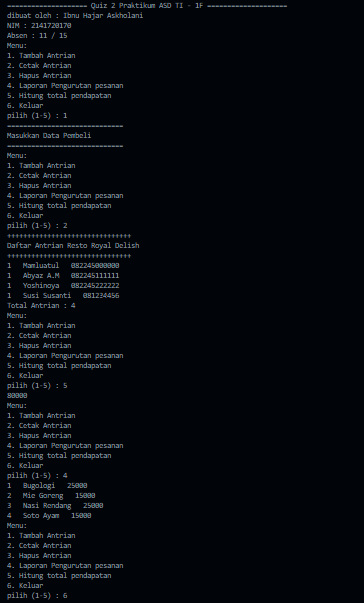 ==================== Quiz 2 Praktikum ASD TI - 1F ====================
dibuat oleh : Ibnu Hajar Askholani
NIM : 2141720170
Absen : 11 / 15
Menu:
1. Tambah Antrian
2. Cetak Antrian
3. Hapus Antrian
4. Laporan Pengurutan pesanan
5. Hitung total pendapatan
6. Keluar
pilih (1-5) : 1
=============================
Masukkan Data Pembeli
=============================
Menu:
1. Tambah Antrian
2. Cetak Antrian
3. Hapus Antrian
4. Laporan Pengurutan pesanan
5. Hitung total pendapatan
6. Keluar
pilih (1-5) : 2
+++++++++++++++++++++++++++++++
Daftar Antrian Resto Royal Delish
+++++++++++++++++++++++++++++++
1 Mamluatul 082245000000
1 Abyaz A.M 082245111111
1 Yoshinoya 082245222222
1 Susi Susanti 081234456
Total Antrian : 4
Menu:
1. Tambah Antrian
2. Cetak Antrian
3. Hapus Antrian
4. Laporan Pengurutan pesanan
5. Hitung total pendapatan
6. Keluar
pilih (1-5) : 5
80000
Menu:
1. Tambah Antrian
2. Cetak Antrian
3. Hapus Antrian
4. Laporan Pengurutan pesanan
5. Hitung total pendapatan
6. Keluar
pilih (1-5) : 4
1 Bugologi 25000
2 Mie Goreng 15000
3 Nasi Rendang 25000
4 Soto Ayam 15000
Menu:
1. Tambah Antrian
2. Cetak Antrian
3. Hapus Antrian
4. Laporan Pengurutan pesanan
5. Hitung total pendapatan
6. Keluar
pilih (1-5) : 6